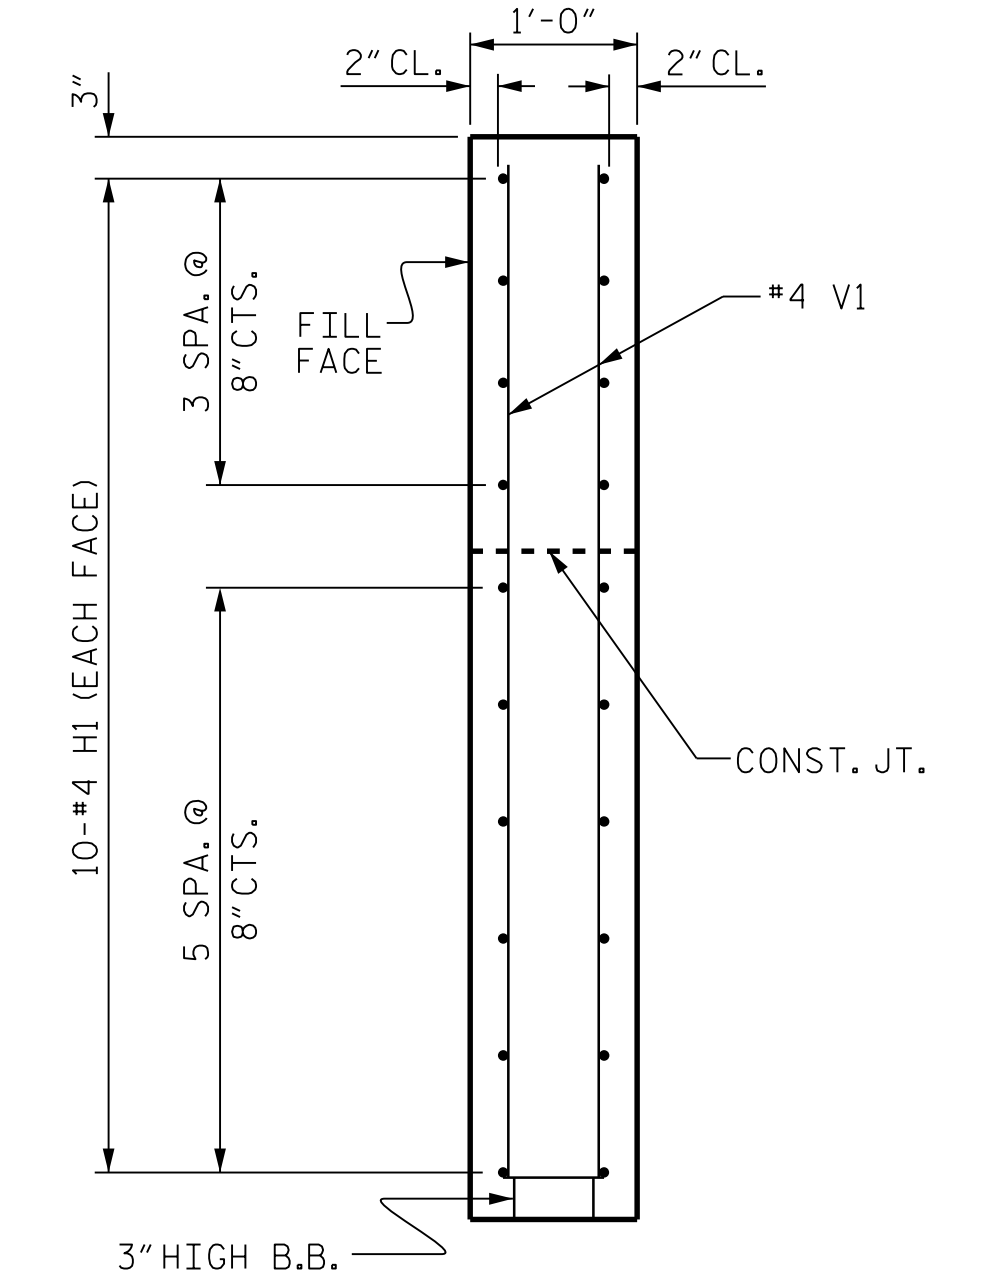 1'-0"
2" CL.
2" CL.
3"
3 SPA. @
8" CTS.
FILL
FACE
#4 V1
10-#4 H1 (EACH FACE)
CONST. JT.
5 SPA. @
8" CTS.
3" HIGH B.B.